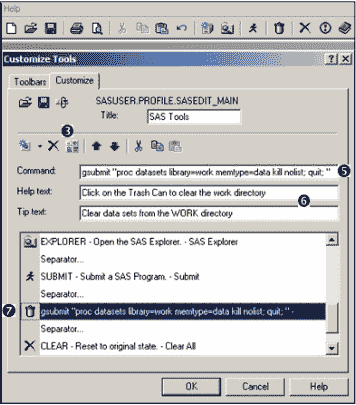 Help
Customize Tools
Toolbars Customize
SASUSER.PROFILE.SASEDIT_MAIN
Title: SAS Tools
3
Command: gsubmit "proc datasets library=work memtype=data kill nolist; quit; " 5
Help text: Click on the Trash Can to clear the work directory 6
Tip text: Clear data sets from the WORK directory
EXPLORER - Open the SAS Explorer. - SAS Explorer
Separator...
SUBMIT - Submit a SAS Program. - Submit
Separator...
7 gsubmit "proc datasets library=work memtype=data kill nolist; quit; " -
Separator...
CLEAR - Reset to original state. - Clear All
OK Cancel Help